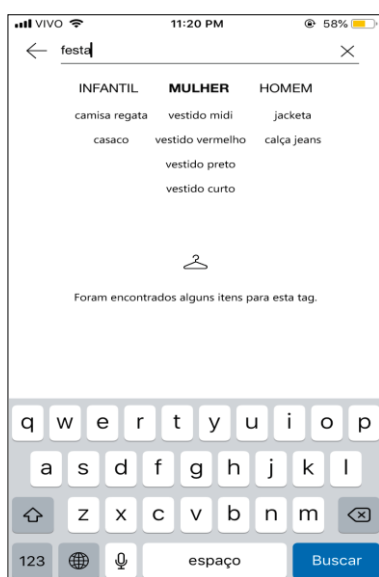 VIVO 11:20 PM 58%
festa
INFANTIL MULHER HOMEM
camisa regata vestido midi jacketa
casaco vestido vermelho calça jeans
vestido preto
vestido curto
Foram encontrados alguns itens para esta tag.
q w e r t y u i o p
a s d f g h j k l
z x c v b n m
123 espaço Buscar